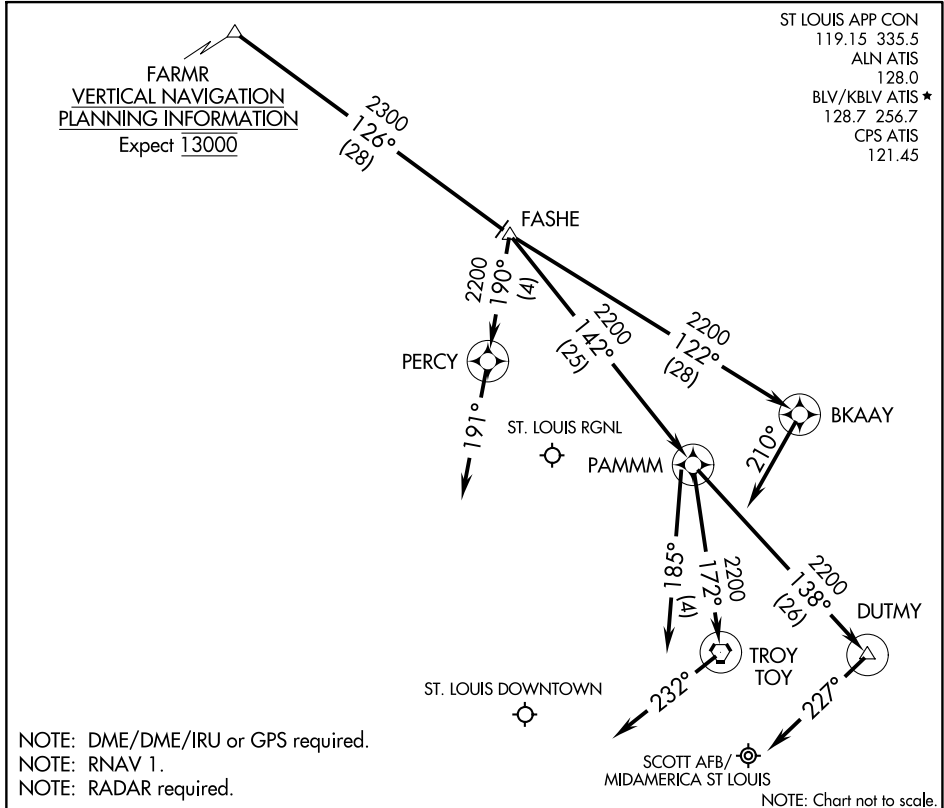 ST LOUIS APP CON
119.15 335.5
ALN ATIS
128.0
BLV/KBLV ATIS ★
128.7 256.7
CPS ATIS
121.45
FARMR
VERTICAL NAVIGATION
PLANNING INFORMATION
Expect 13000
2300
126°
(28)
FASHE
2200
190°
(4)
2200
142°
(25)
2200
122°
(28)
PERCY
191°
BKAAY
210°
ST. LOUIS RGNL
PAMMM
185°
(4)
172°
2200
2200
138°
(26)
DUTMY
TROY
TOY
232°
227°
ST. LOUIS DOWNTOWN
SCOTT AFB/
MIDAMERICA ST LOUIS
NOTE: DME/DME/IRU or GPS required.
NOTE: RNAV 1.
NOTE: RADAR required.
NOTE: Chart not to scale.